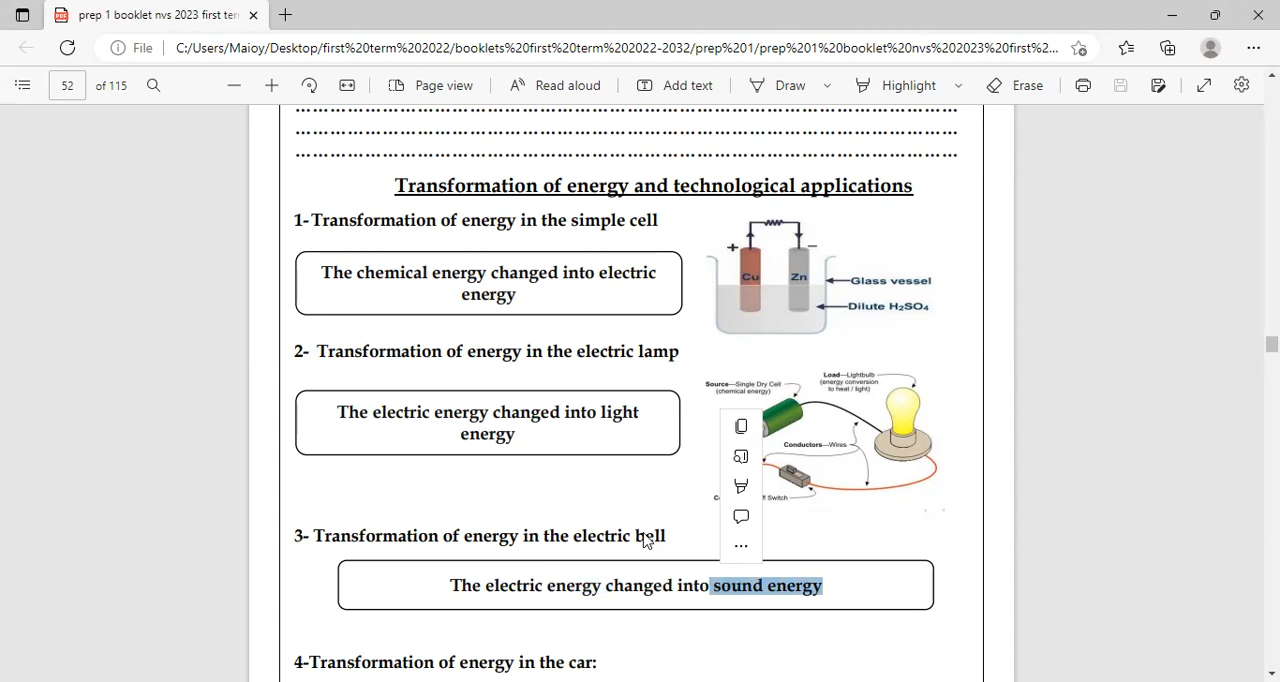 prep 1 booklet nvs 2023 first ter
File
C:/Users/Maioy/Desktop/first%20term%202022/booklets%20first%20term%202022-2032/prep%201/prep%201%20booklet%20nvs%202023%20first%2...
52 of 115
Page view
Read aloud
Add text
Draw
Highlight
Erase
Transformation of energy and technological applications
1-Transformation of energy in the simple cell
The chemical energy changed into electric
energy
+
−
Cu
Zn
Glass vessel
Dilute H₂SO₄
2- Transformation of energy in the electric lamp
The electric energy changed into light
energy
Source—Single Dry Cell
(chemical energy)
Load—Lightbulb
(energy conversion
to heat / light)
Conductors—Wires
Switch
3- Transformation of energy in the electric bell
The electric energy changed into sound energy
4-Transformation of energy in the car: